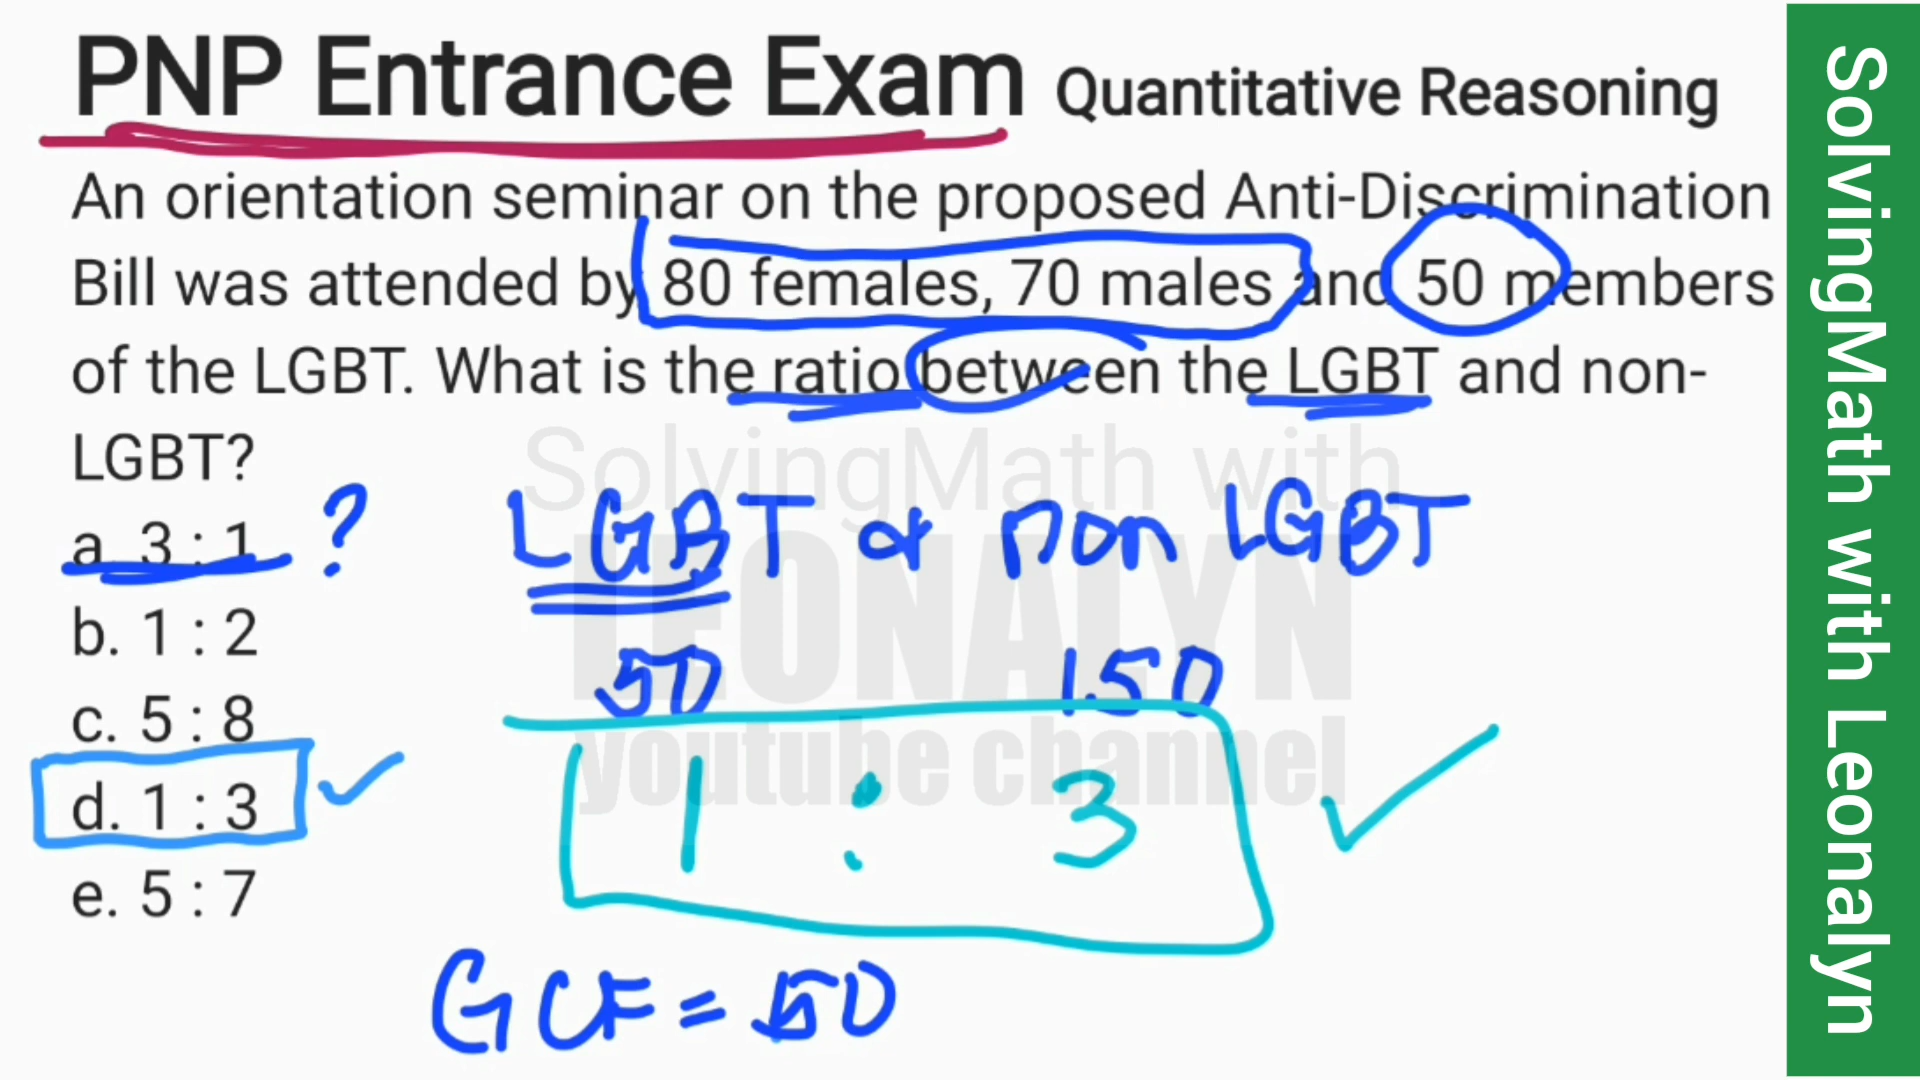 PNP Entrance Exam Quantitative Reasoning
An orientation seminar on the proposed Anti-Discrimination
Bill was attended by 80 females, 70 males and 50 members
of the LGBT. What is the ratio between the LGBT and non-
LGBT?
a. 3 : 1 ?
b. 1 : 2
c. 5 : 8
d. 1 : 3
e. 5 : 7
LGBT & non LGBT
50 150
1 : 3
GCF = 50
SolvingMath with
LEONALYN
youtube channel
SolvingMath with Leonalyn